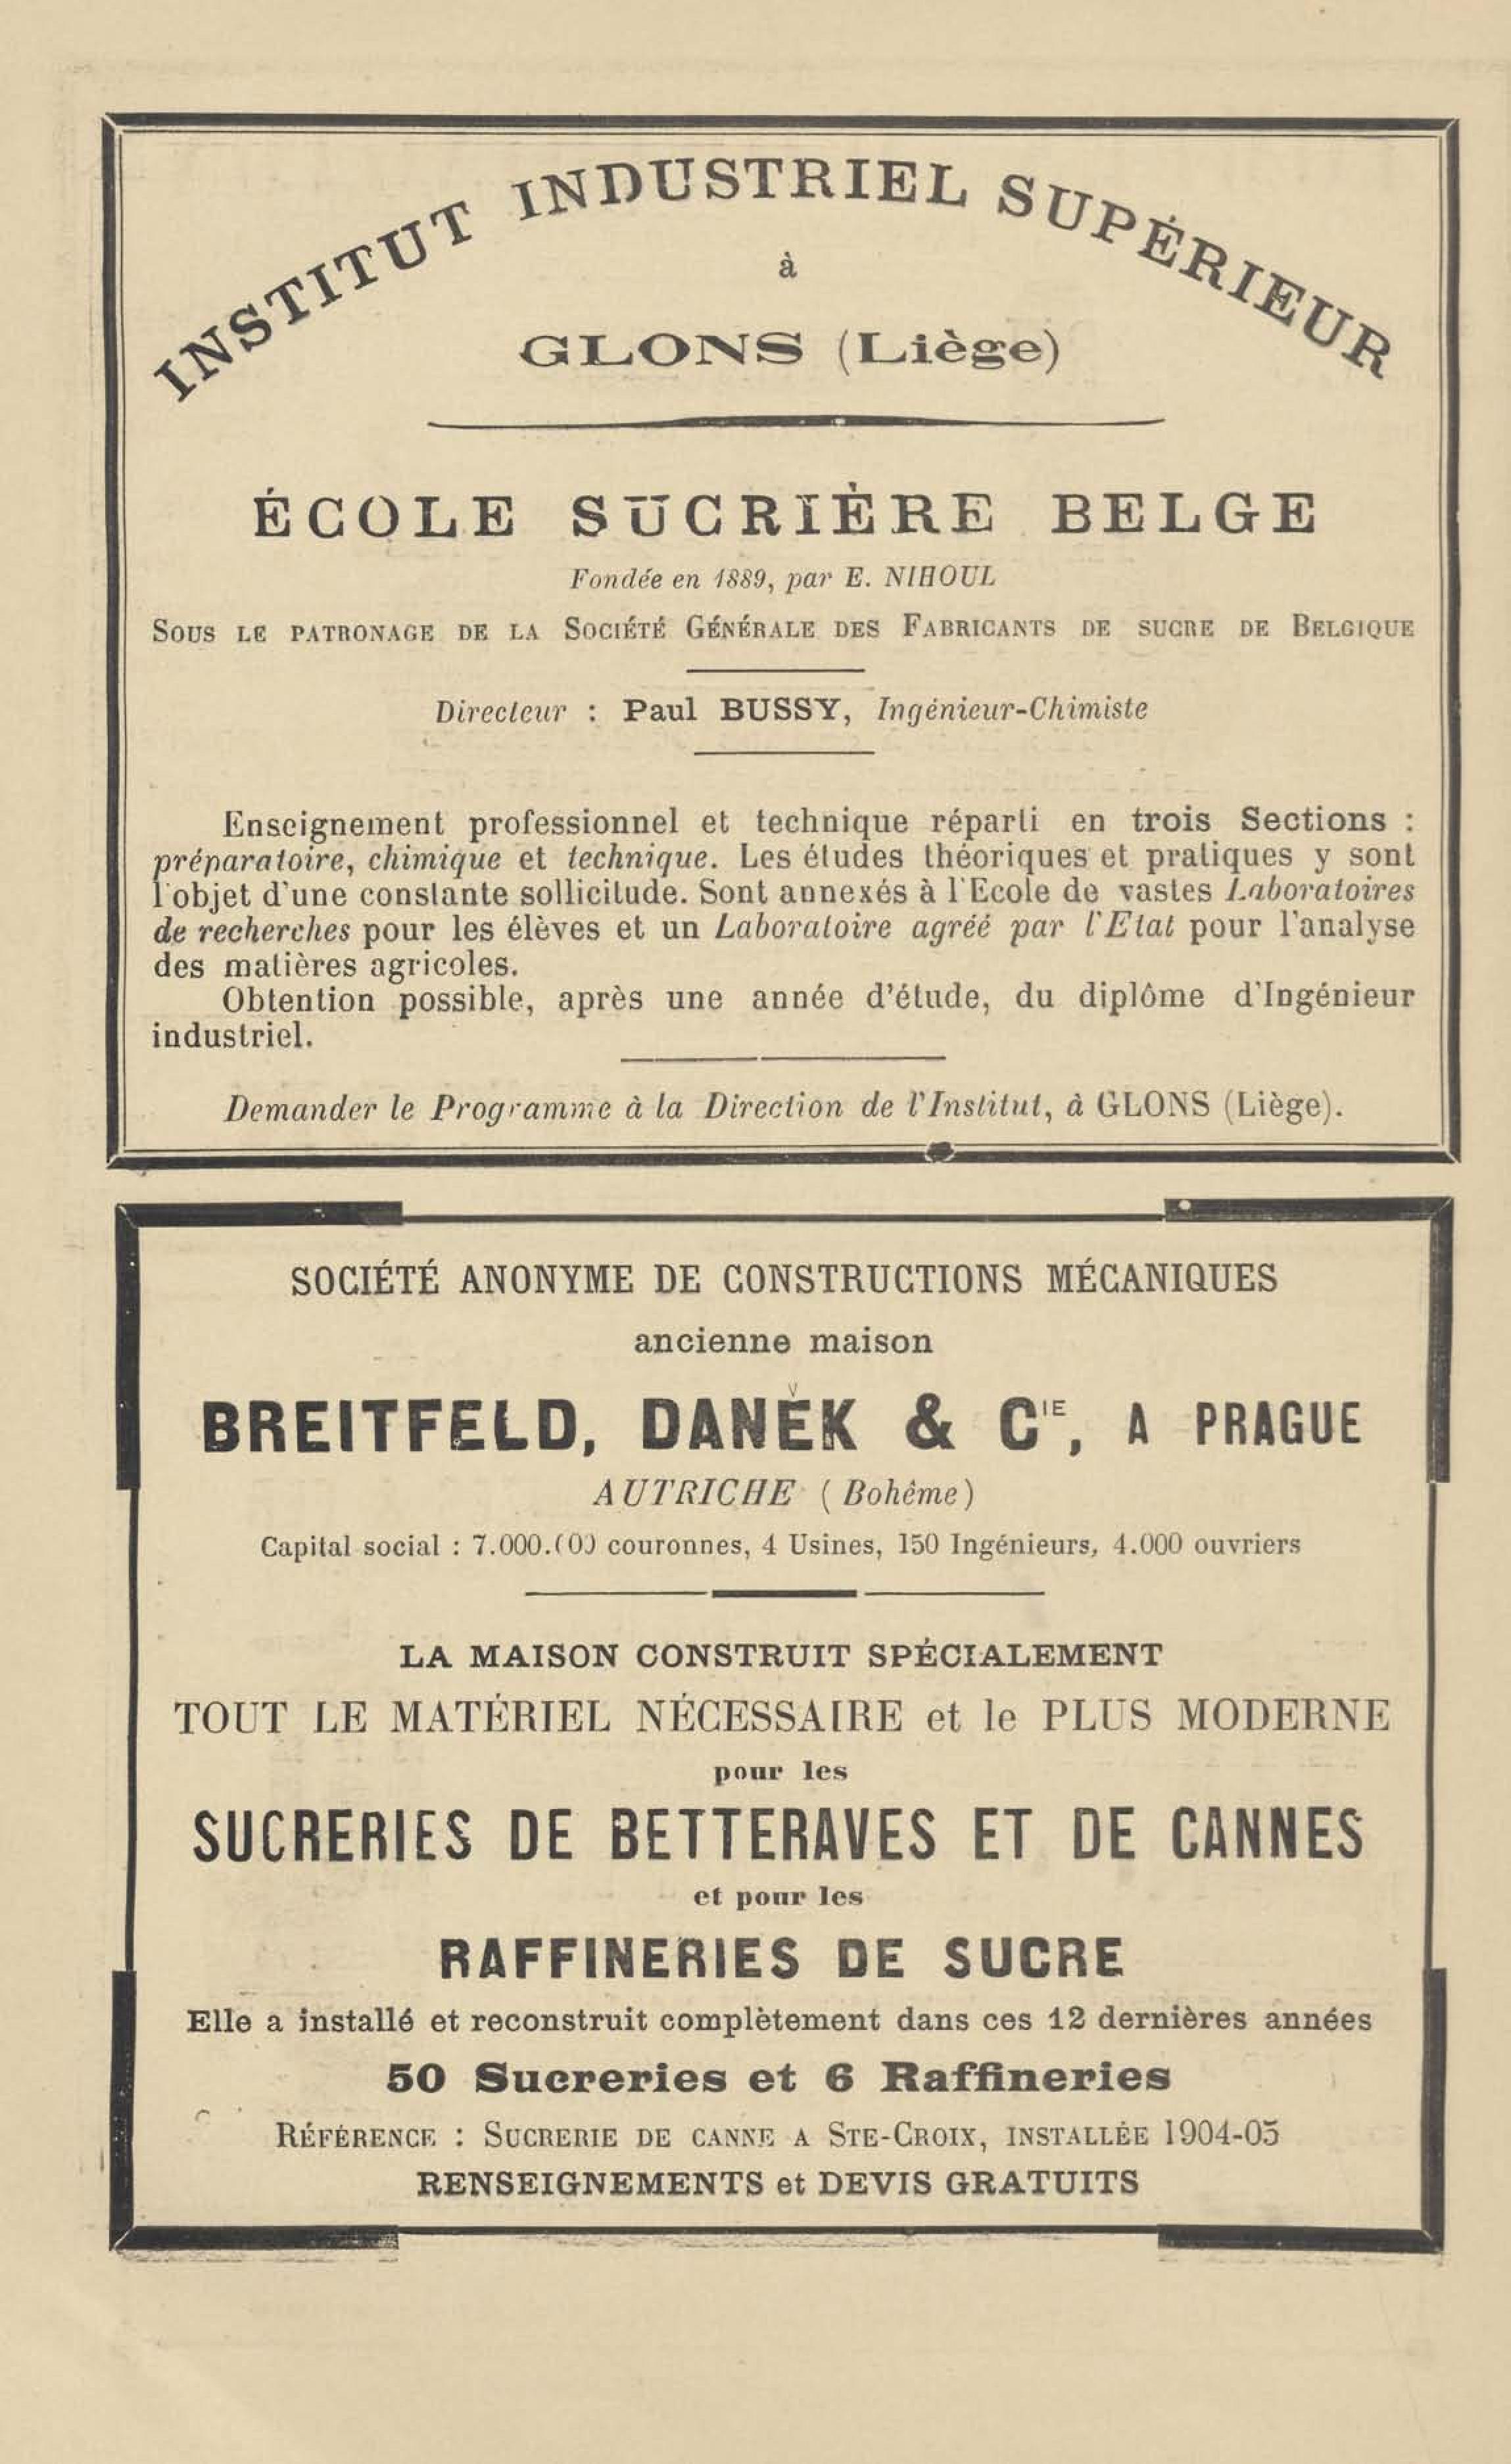 INSTITUT INDUSTRIEL SUPÉRIEUR
à
GLONS (Liège)
ÉCOLE SUCRIÈRE BELGE
Fondée en 1889, par E. NIHOUL
SOUS LE PATRONAGE DE LA SOCIÉTÉ GÉNÉRALE DES FABRICANTS DE SUCRE DE BELGIQUE
Directeur : Paul BUSSY, Ingénieur-Chimiste
Enseignement professionnel et technique réparti en trois Sections :
préparatoire, chimique et technique. Les études théoriques et pratiques y sont
l'objet d'une constante sollicitude. Sont annexés à l'Ecole de vastes Laboratoires
de recherches pour les élèves et un Laboratoire agréé par l'Etat pour l'analyse
des matières agricoles.
Obtention possible, après une année d'étude, du diplôme d'Ingénieur
industriel.
Demander le Programme à la Direction de l'Institut, à GLONS (Liège).
SOCIÉTÉ ANONYME DE CONSTRUCTIONS MÉCANIQUES
ancienne maison
BREITFELD, DANĚK & CIE, A PRAGUE
AUTRICHE (Bohême)
Capital social : 7.000.000 couronnes, 4 Usines, 150 Ingénieurs, 4.000 ouvriers
LA MAISON CONSTRUIT SPÉCIALEMENT
TOUT LE MATÉRIEL NÉCESSAIRE et le PLUS MODERNE
pour les
SUCRERIES DE BETTERAVES ET DE CANNES
et pour les
RAFFINERIES DE SUCRE
Elle a installé et reconstruit complètement dans ces 12 dernières années
50 Sucreries et 6 Raffineries
RÉFÉRENCE : SUCRERIE DE CANNE A STE-CROIX, INSTALLÉE 1904-05
RENSEIGNEMENTS et DEVIS GRATUITS